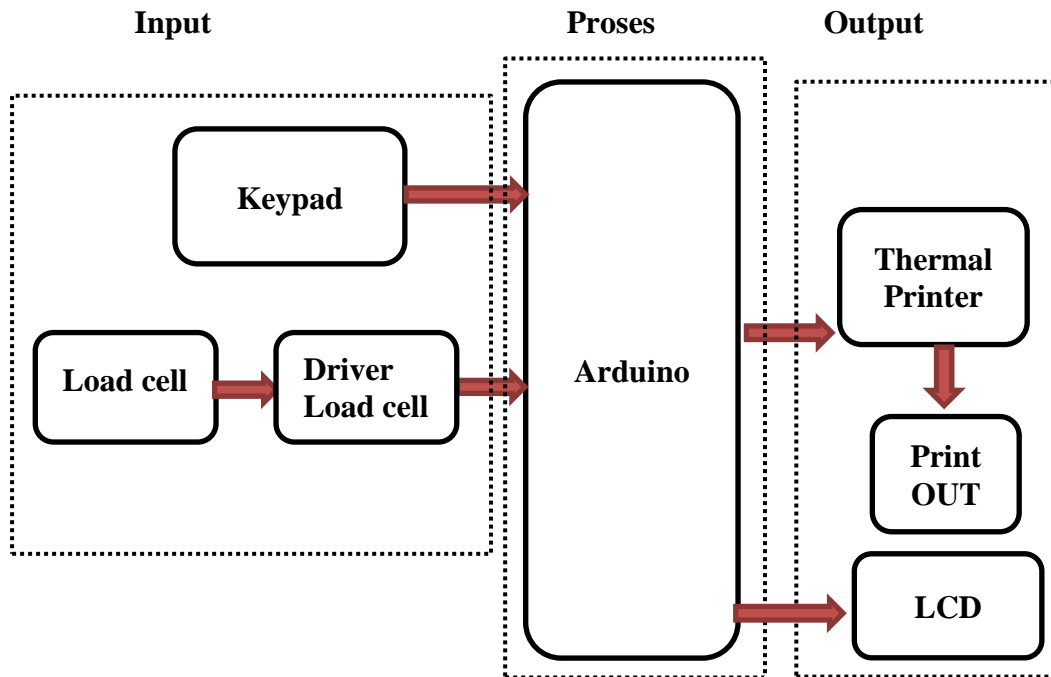 Input
Proses
Output
Keypad
Load cell
Driver
Load cell
Arduino
Thermal
Printer
Print
OUT
LCD